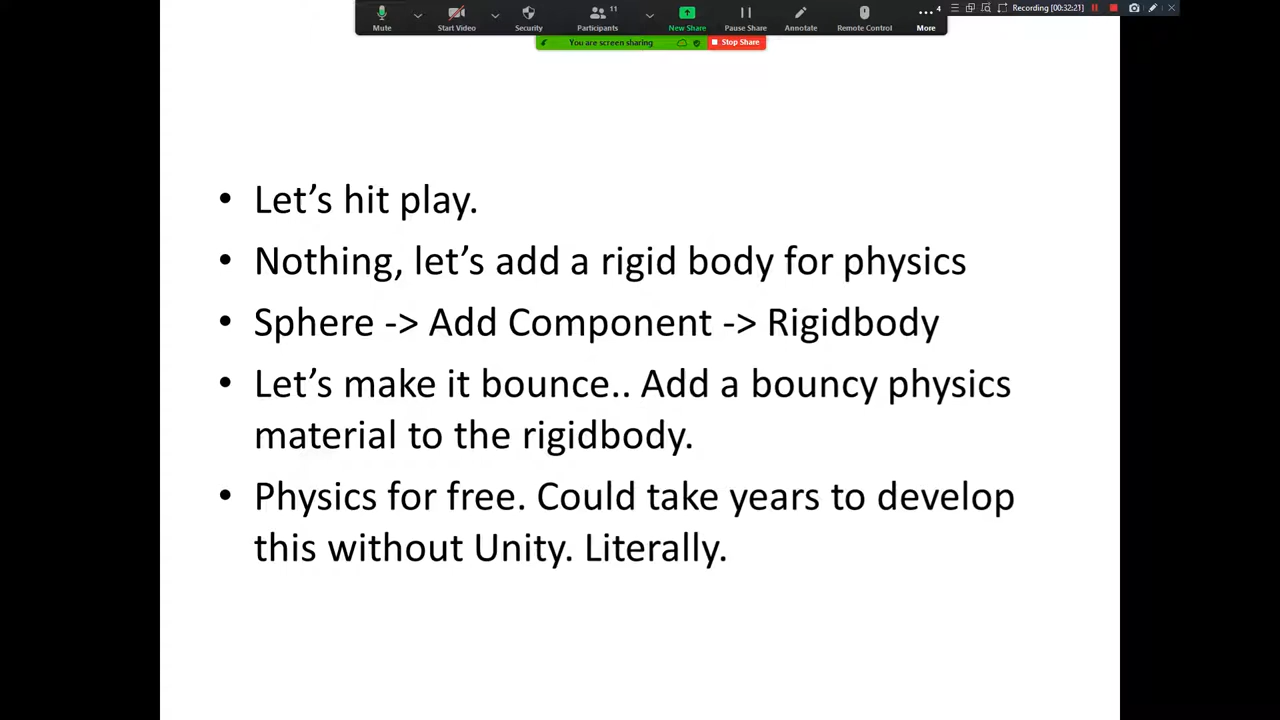 11
4
Recording [00:32:21]
Mute
Start Video
Security
Participants
New Share
Pause Share
Annotate
Remote Control
More
You are screen sharing
Stop Share
• Let’s hit play.
• Nothing, let’s add a rigid body for physics
• Sphere -> Add Component -> Rigidbody
• Let’s make it bounce.. Add a bouncy physics
material to the rigidbody.
• Physics for free. Could take years to develop
this without Unity. Literally.